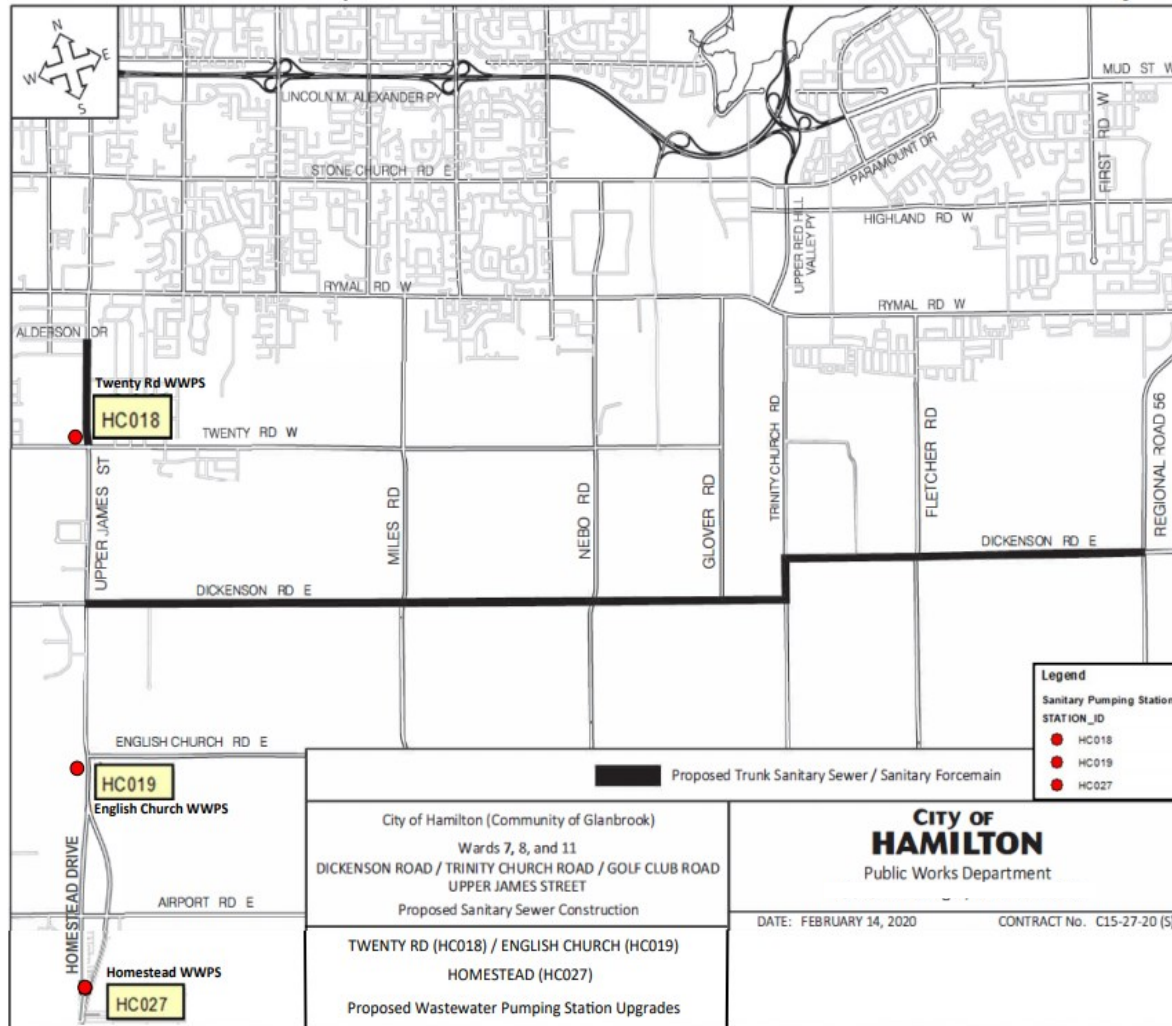 N
W
E
S
LINCOLN M. ALEXANDER PY
MUD ST W
STONE CHURCH RD E
PARAMOUNT DR
FIRST RD W
UPPER RED HILL
VALLEY PY
HIGHLAND RD W
RYMAL RD W
RYMAL RD W
ALDERSON DR
Twenty Rd WWPS
HC018
TWENTY RD W
UPPER JAMES ST
MILES RD
NEBO RD
GLOVER RD
TRINITY CHURCH RD
FLETCHER RD
REGIONAL ROAD 56
DICKENSON RD E
DICKENSON RD E
ENGLISH CHURCH RD E
HC019
English Church WWPS
HOMESTEAD DRIVE
AIRPORT RD E
Homestead WWPS
HC027
Legend
Sanitary Pumping Station
STATION_ID
HC018
HC019
HC027
Proposed Trunk Sanitary Sewer / Sanitary Forcemain
City of Hamilton (Community of Glanbrook)
Wards 7, 8, and 11
DICKENSON ROAD / TRINITY CHURCH ROAD / GOLF CLUB ROAD
UPPER JAMES STREET
Proposed Sanitary Sewer Construction
TWENTY RD (HC018) / ENGLISH CHURCH (HC019)
HOMESTEAD (HC027)
Proposed Wastewater Pumping Station Upgrades
CITY OF
HAMILTON
Public Works Department
DATE: FEBRUARY 14, 2020
CONTRACT No. C15-27-20 (S)